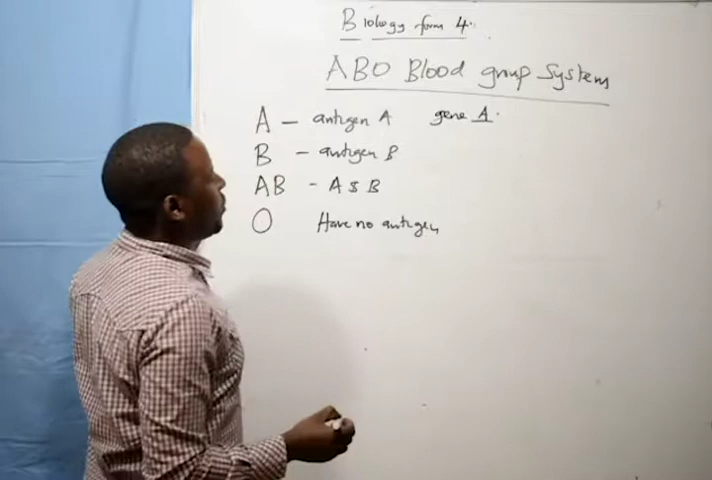 Biology form 4.
ABO Blood group System
A – antigen A gene A.
B – antigen B
AB – A & B
O Have no antigen